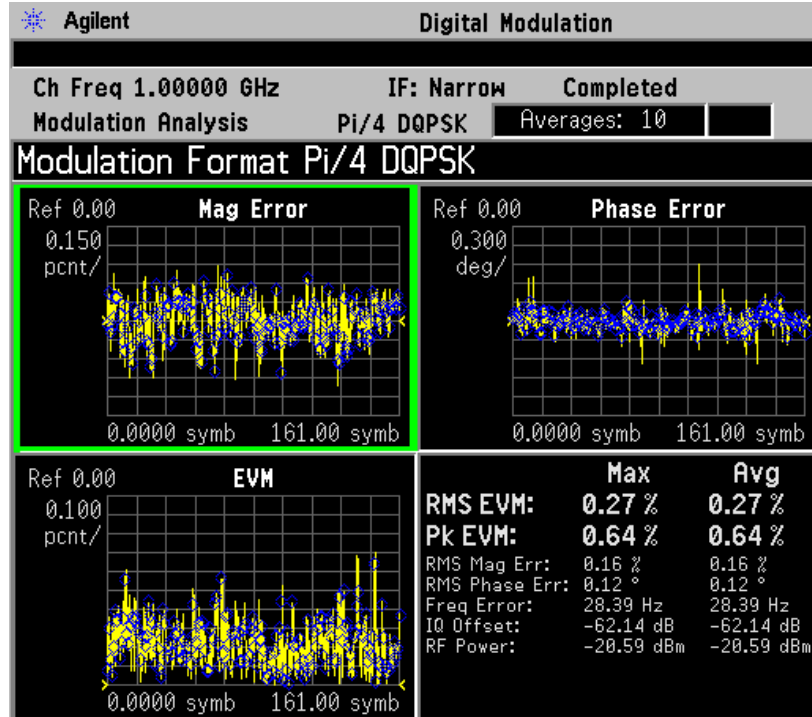 Agilent Digital Modulation
Ch Freq 1.00000 GHz IF: Narrow Completed
Modulation Analysis Pi/4 DQPSK Averages: 10
Modulation Format Pi/4 DQPSK
Ref 0.00 Mag Error
0.150
pcnt/
0.0000 symb 161.00 symb
Ref 0.00 Phase Error
0.300
deg/
0.0000 symb 161.00 symb
Ref 0.00 EVM
0.100
pcnt/
0.0000 symb 161.00 symb
Max Avg
RMS EVM: 0.27 % 0.27 %
Pk EVM: 0.64 % 0.64 %
RMS Mag Err: 0.16 % 0.16 %
RMS Phase Err: 0.12 ° 0.12 °
Freq Error: 28.39 Hz 28.39 Hz
IQ Offset: -62.14 dB -62.14 dB
RF Power: -20.59 dBm -20.59 dBm